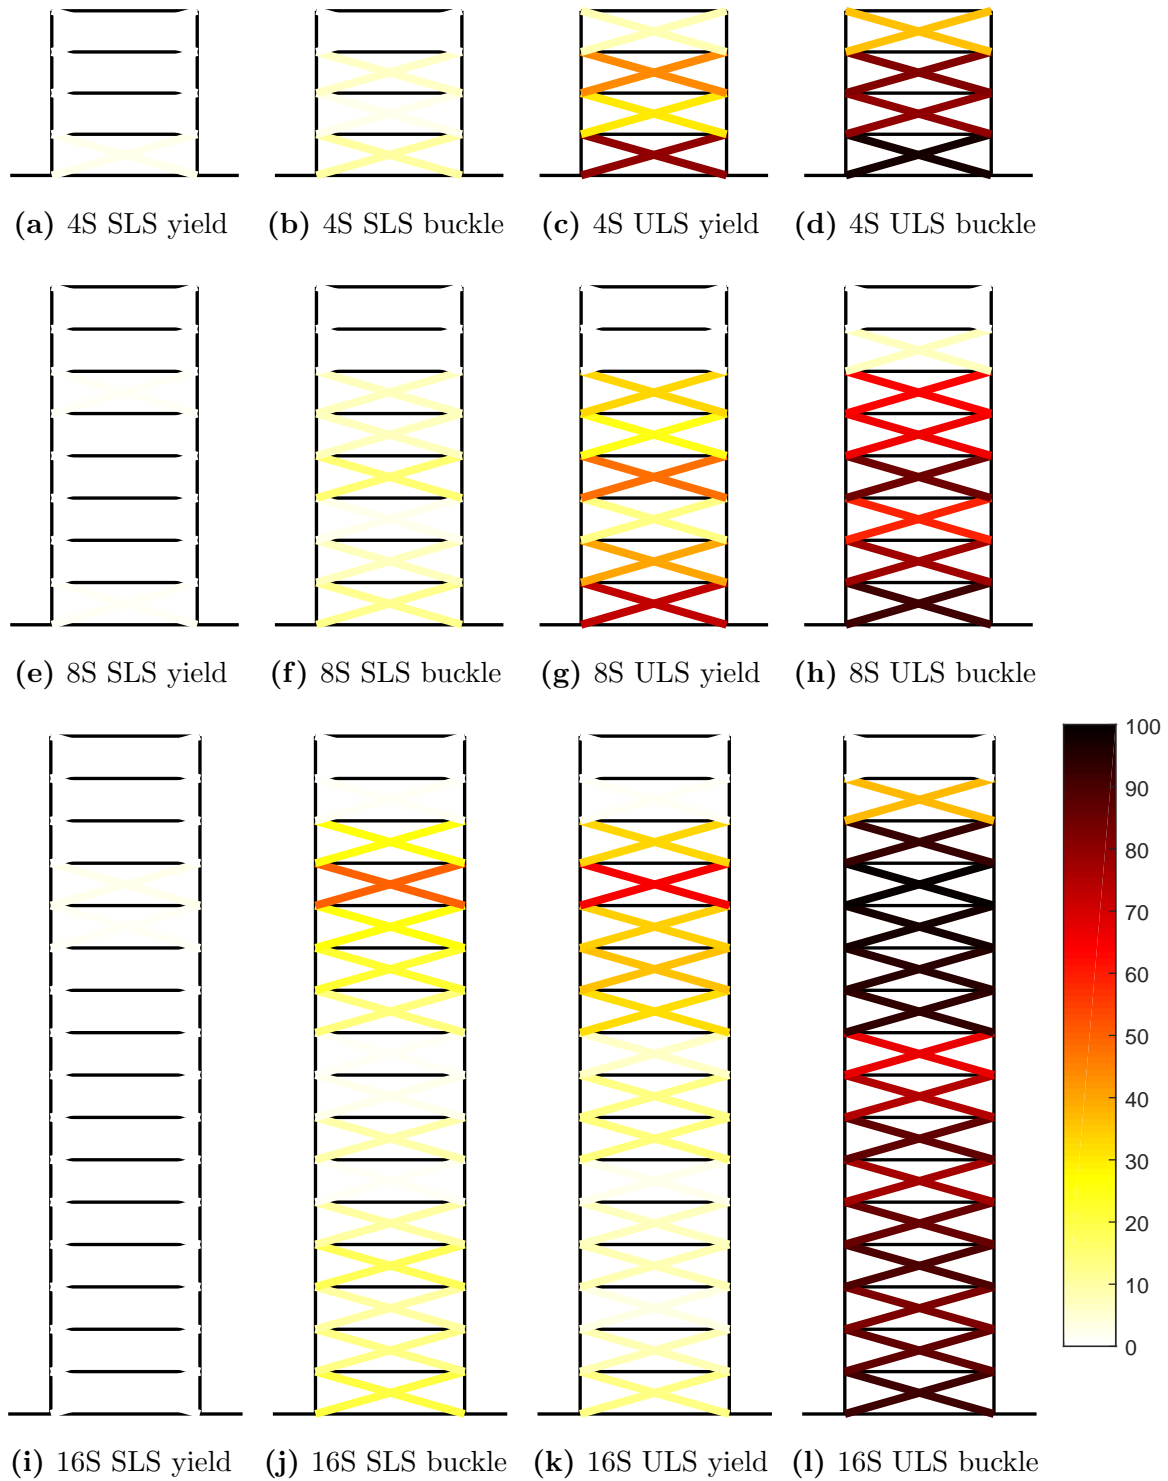 (a) 4S SLS yield
(b) 4S SLS buckle
(c) 4S ULS yield
(d) 4S ULS buckle
(e) 8S SLS yield
(f) 8S SLS buckle
(g) 8S ULS yield
(h) 8S ULS buckle
100
90
80
70
60
50
40
30
20
10
0
(i) 16S SLS yield
(j) 16S SLS buckle
(k) 16S ULS yield
(l) 16S ULS buckle